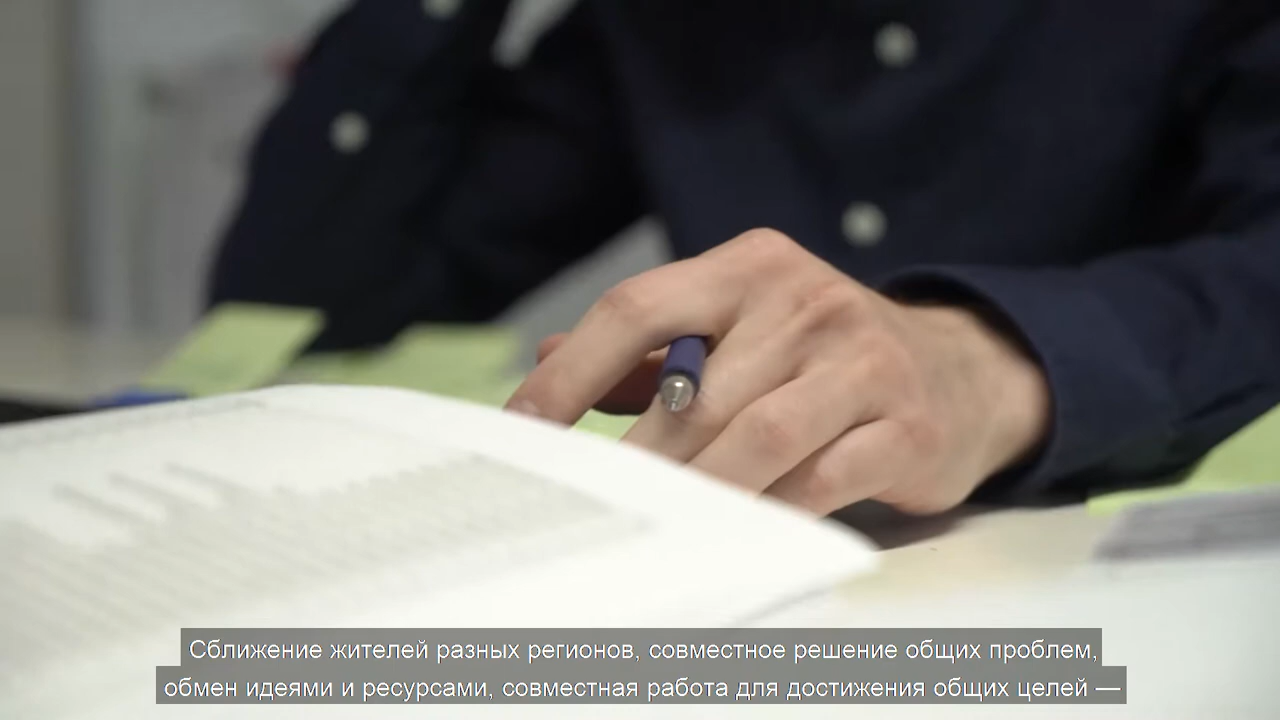 Сближение жителей разных регионов, совместное решение общих проблем,
обмен идеями и ресурсами, совместная работа для достижения общих целей —